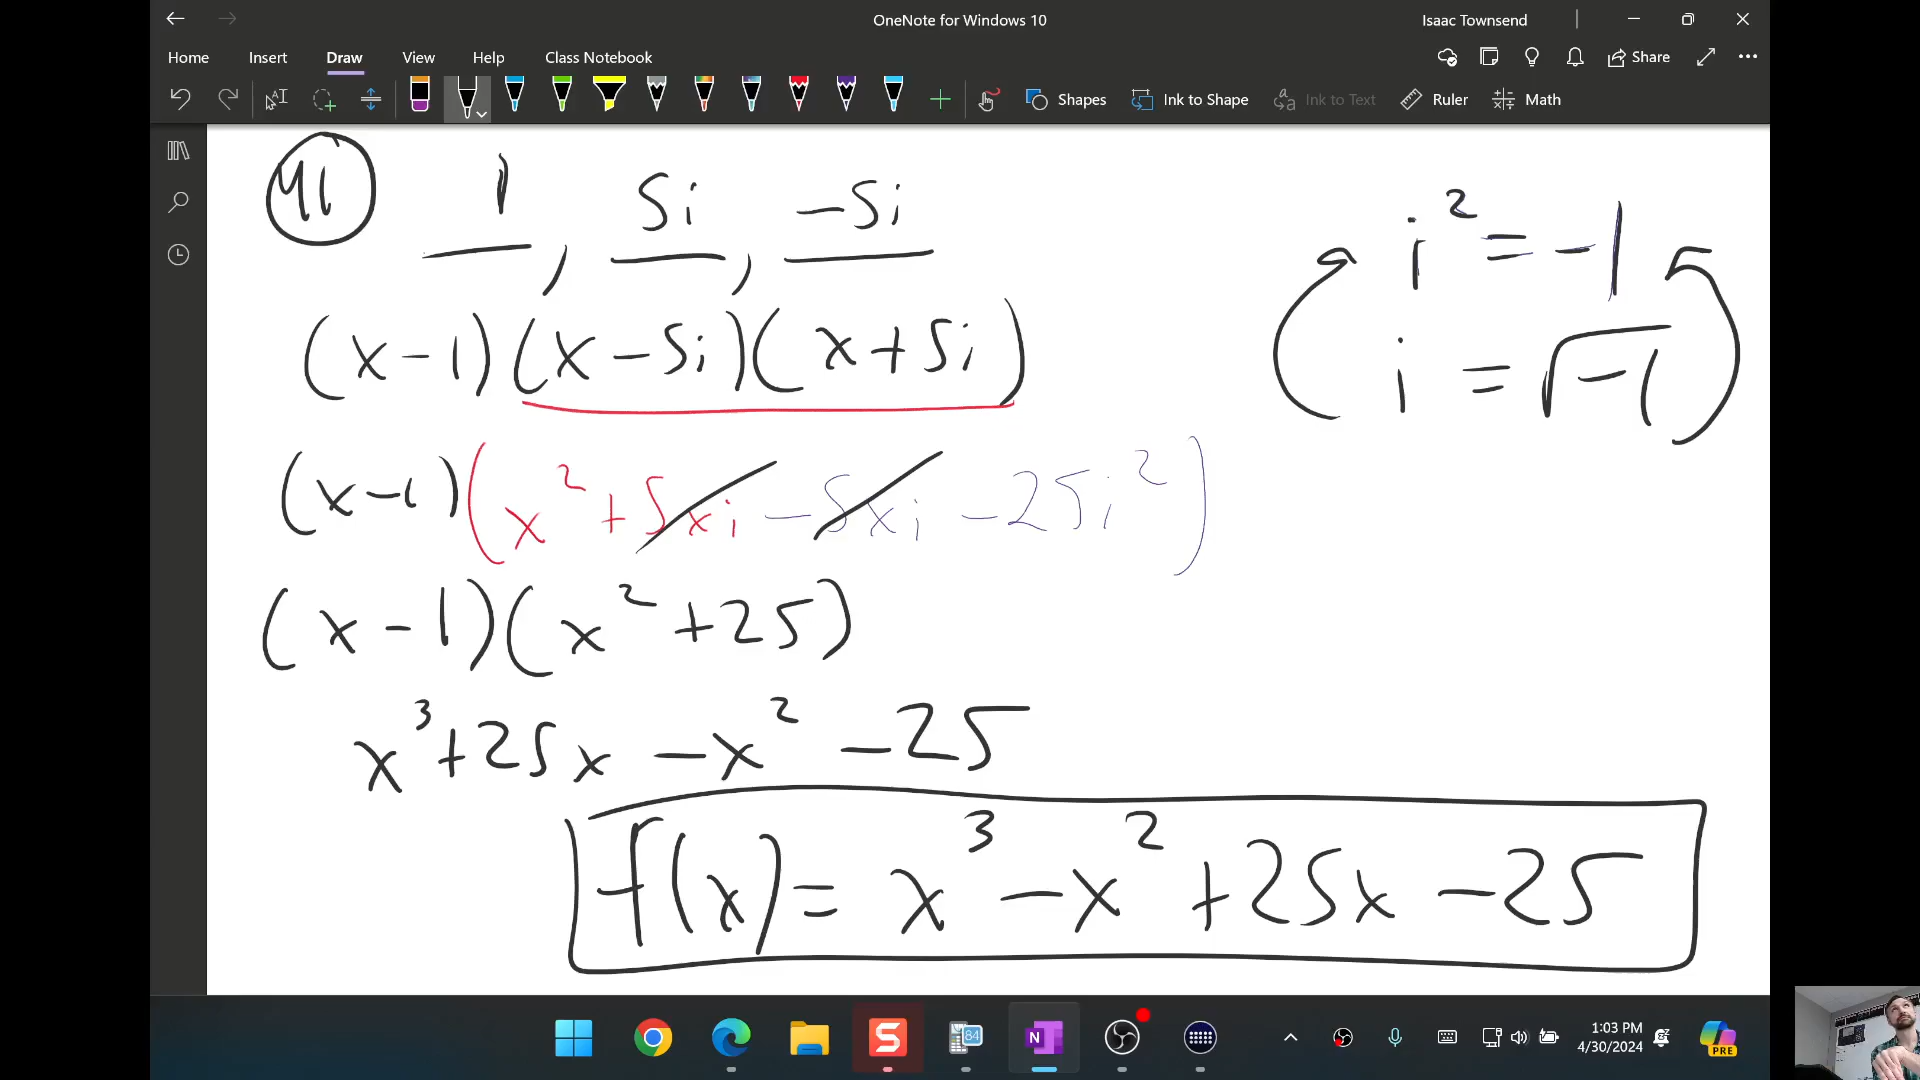 OneNote for Windows 10
Isaac Townsend
Home Insert Draw View Help Class Notebook
Share
Shapes Ink to Shape Ink to Text Ruler Math
41
1 , 5i , -5i
i² = -1
(x-1)(x-5i)(x+5i)
i = √-1
(x-1)(x²+5xi-5xi-25i²)
(x-1)(x²+25)
x³+25x-x²-25
f(x)= x³-x²+25x-25
84
N
S
1:03 PM
4/30/2024
PRE